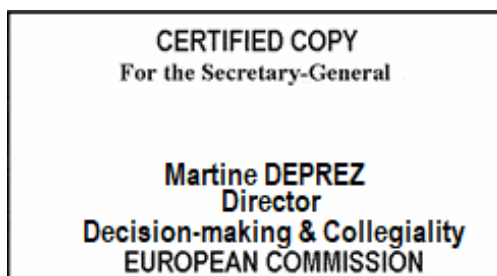 CERTIFIED COPY
For the Secretary-General
Martine DEPREZ
Director
Decision-making & Collegiality
EUROPEAN COMMISSION